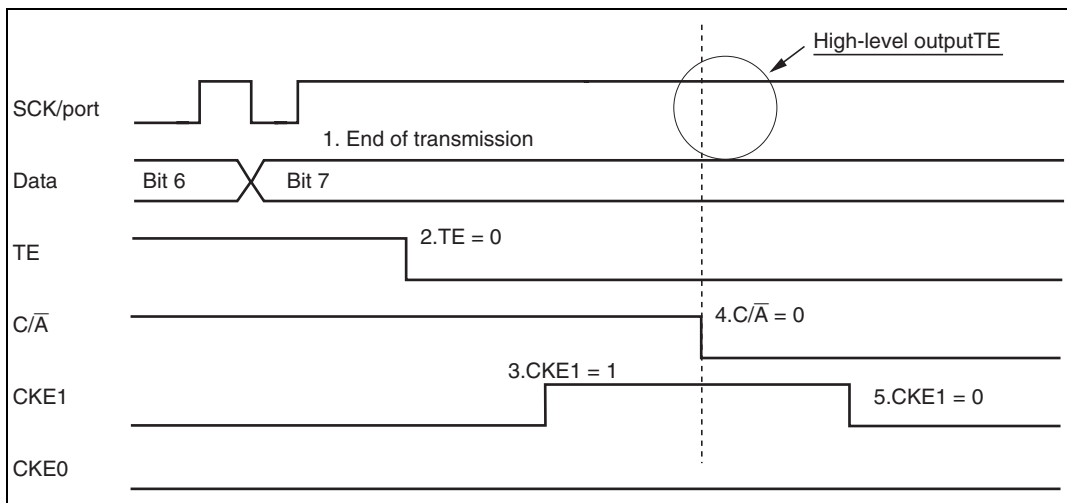 High-level outputTE
SCK/port
1. End of transmission
Data
Bit 6
Bit 7
TE
2.TE = 0
C/A̅
4.C/A̅ = 0
3.CKE1 = 1
CKE1
5.CKE1 = 0
CKE0